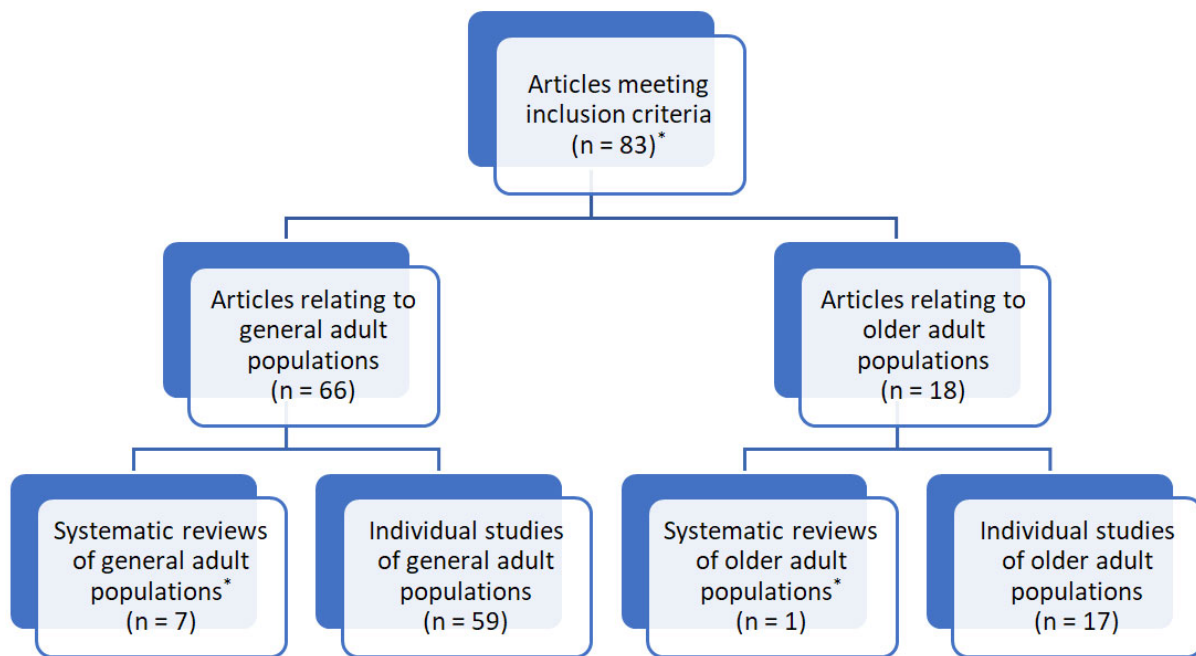 Articles meeting
inclusion criteria
(n = 83)*
Articles relating to
general adult
populations
(n = 66)
Articles relating to
older adult
populations
(n = 18)
Systematic reviews
of general adult
populations*
(n = 7)
Individual studies
of general adult
populations
(n = 59)
Systematic reviews
of older adult
populations*
(n = 1)
Individual studies
of older adult
populations
(n = 17)